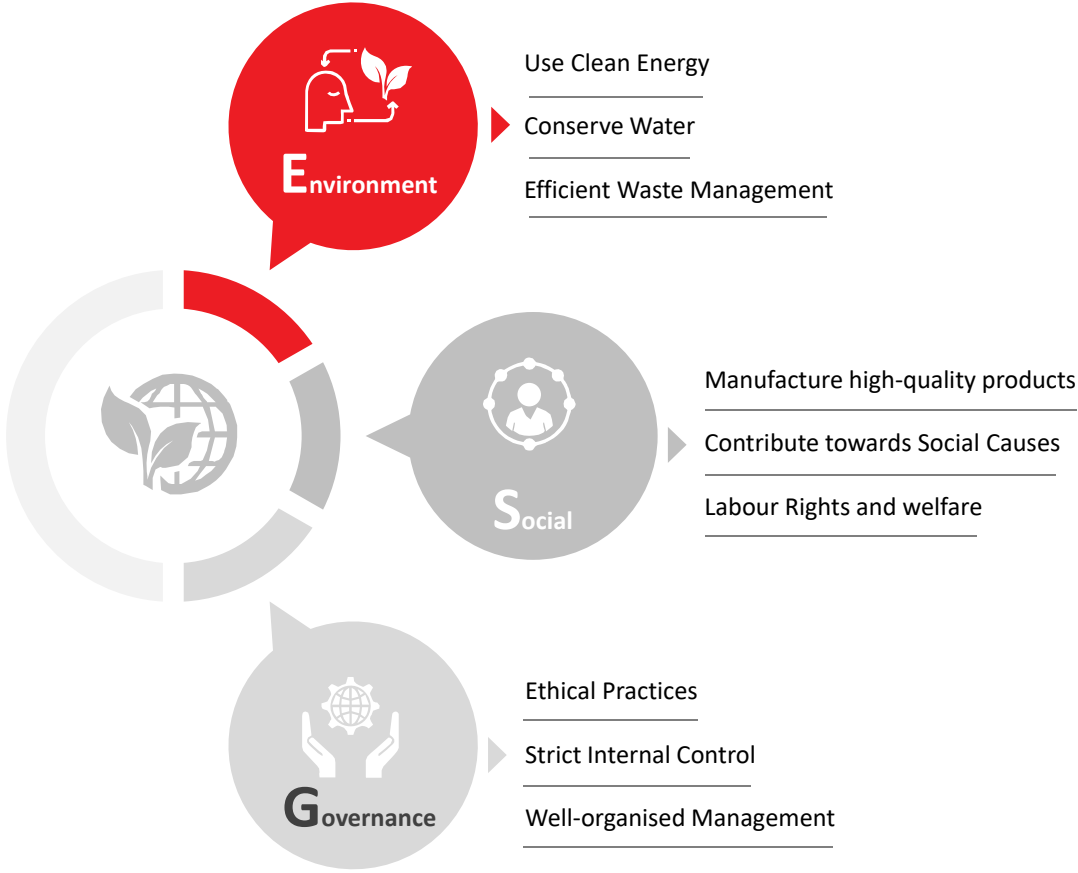 Environment
Use Clean Energy
Conserve Water
Efficient Waste Management
Social
Manufacture high-quality products
Contribute towards Social Causes
Labour Rights and welfare
Governance
Ethical Practices
Strict Internal Control
Well-organised Management